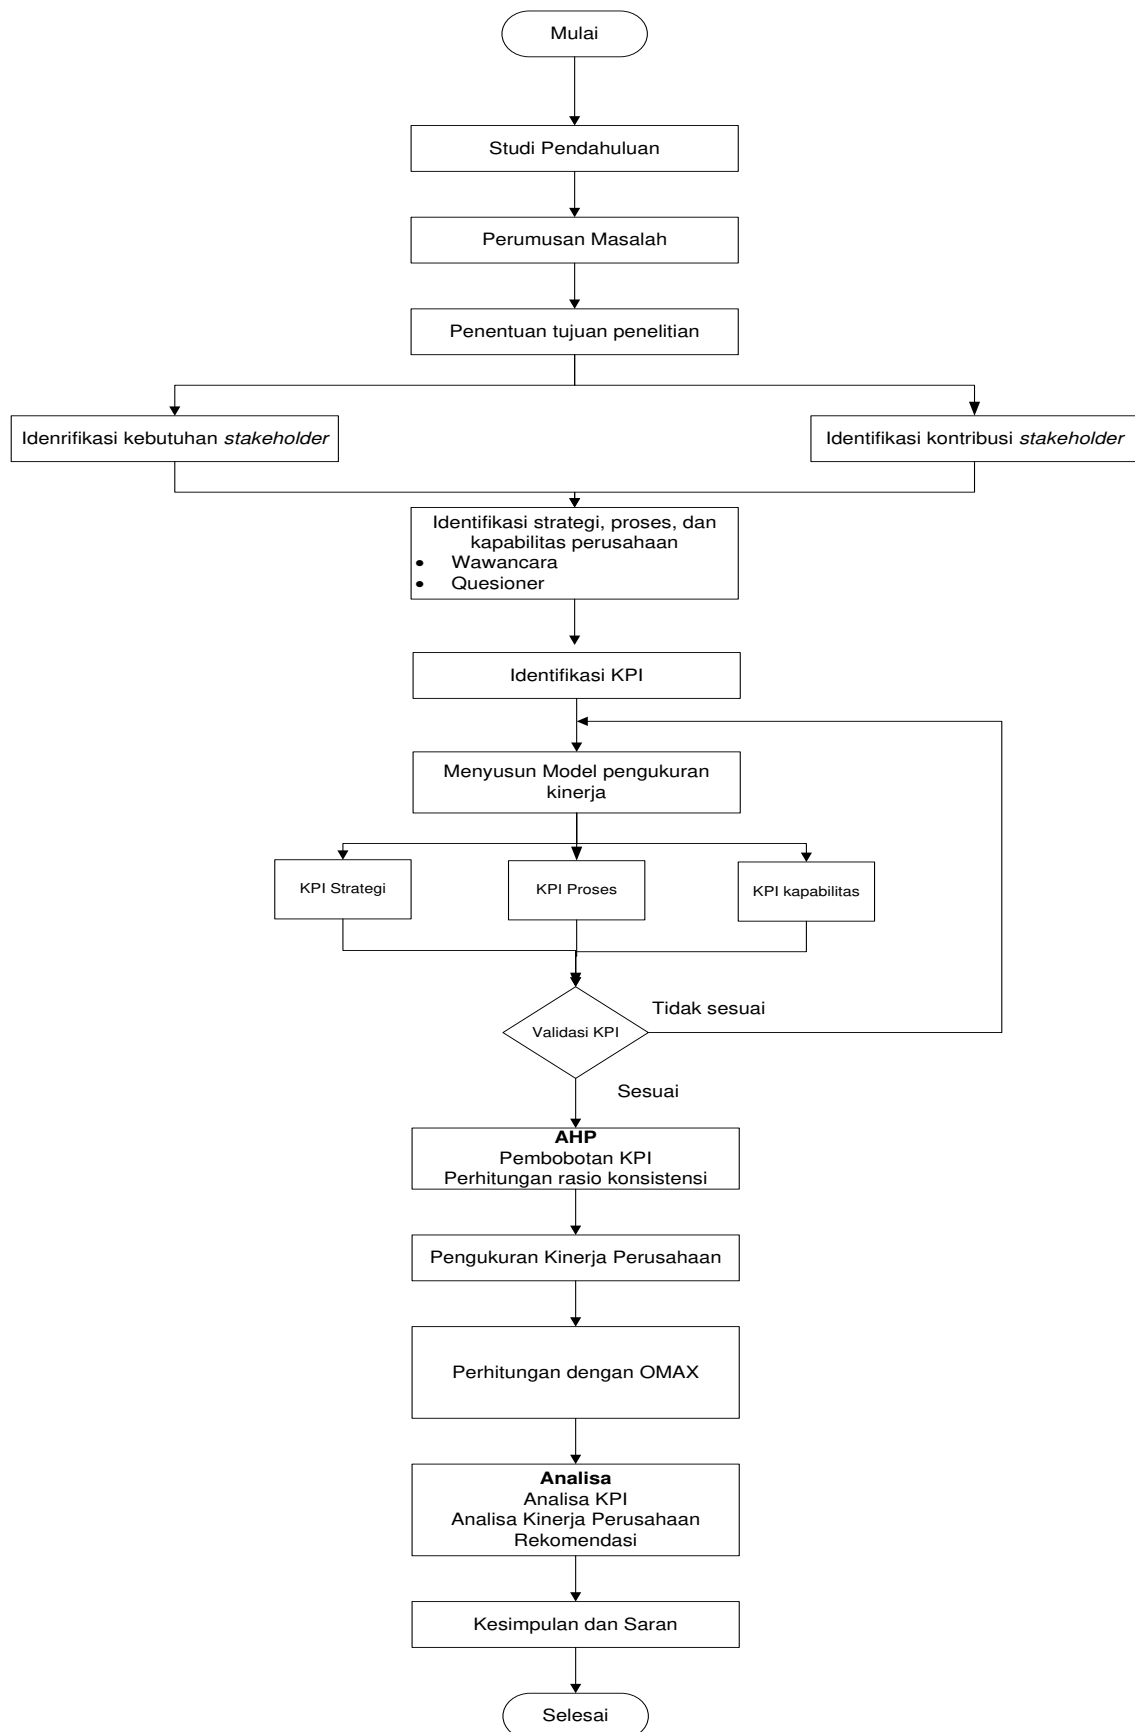 Mulai
Studi Pendahuluan
Perumusan Masalah
Penentuan tujuan penelitian
Idenrifikasi kebutuhan stakeholder
Identifikasi kontribusi stakeholder
Identifikasi strategi, proses, dan
kapabilitas perusahaan
• Wawancara
• Quesioner
Identifikasi KPI
Menyusun Model pengukuran
kinerja
KPI Strategi
KPI Proses
KPI kapabilitas
Validasi KPI
Tidak sesuai
Sesuai
AHP
Pembobotan KPI
Perhitungan rasio konsistensi
Pengukuran Kinerja Perusahaan
Perhitungan dengan OMAX
Analisa
Analisa KPI
Analisa Kinerja Perusahaan
Rekomendasi
Kesimpulan dan Saran
Selesai